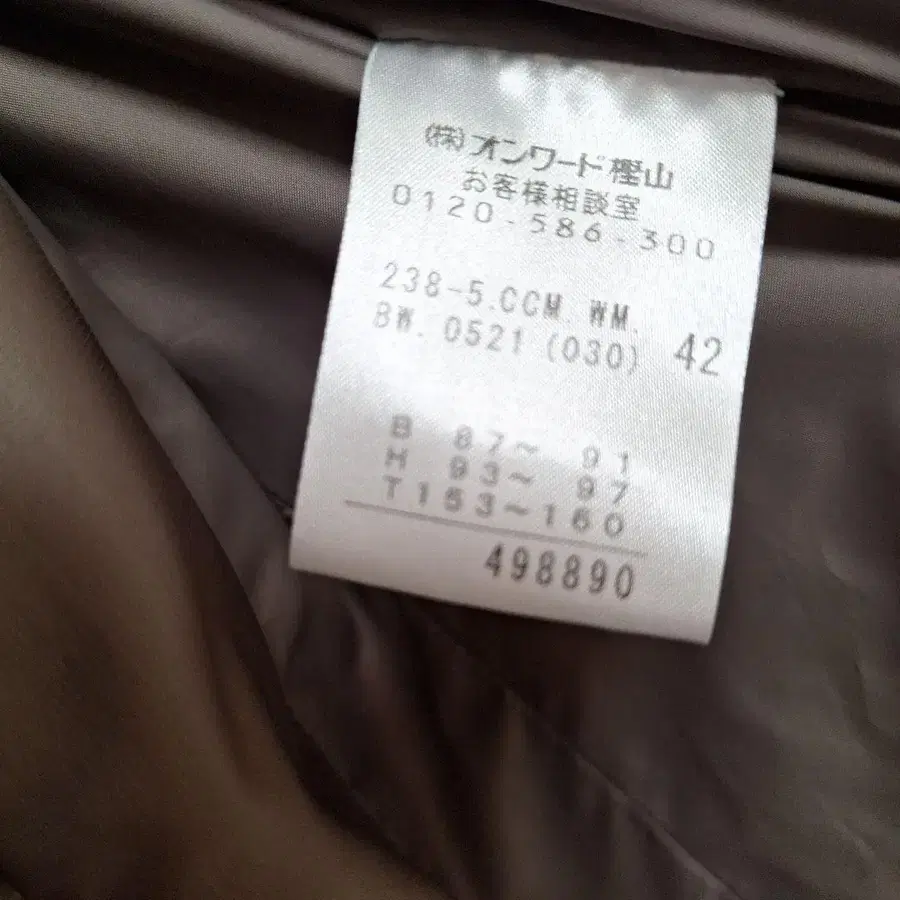 (株)オンワード樫山
お客様相談室
0120-586-300
238-5.CCM.WM.
BW.0521(030) 42
B 87〜 91
H 93〜 97
T153〜160
498890